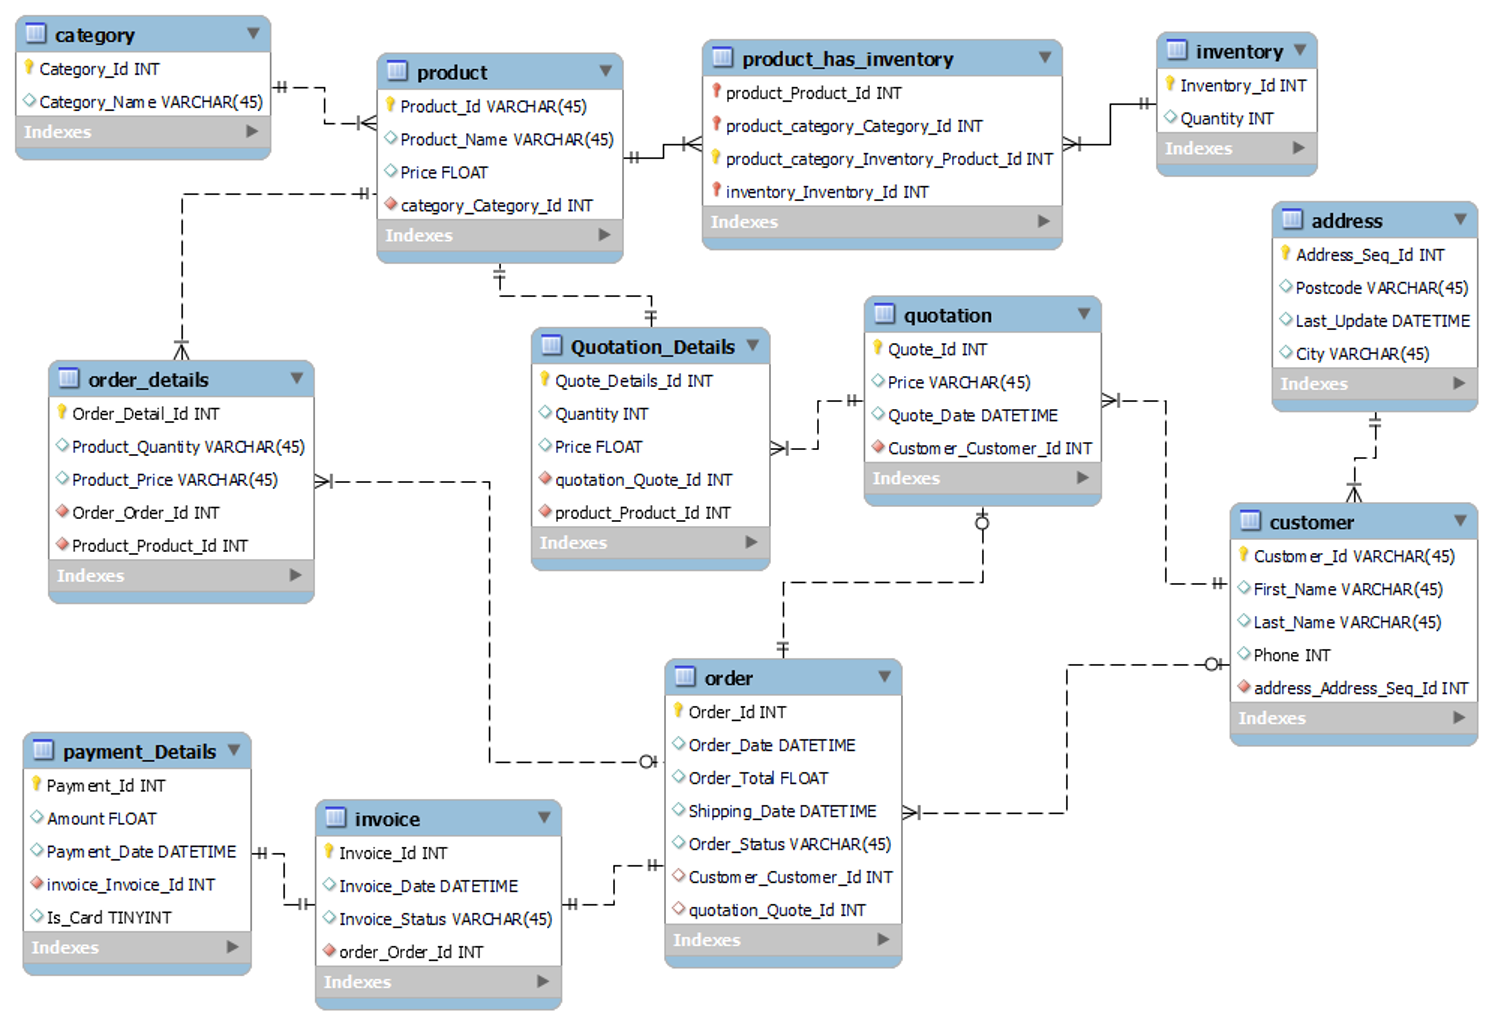 category
Category_Id INT
Category_Name VARCHAR(45)
Indexes
product
Product_Id VARCHAR(45)
Product_Name VARCHAR(45)
Price FLOAT
category_Category_Id INT
Indexes
product_has_inventory
product_Product_Id INT
product_category_Category_Id INT
product_category_Inventory_Product_Id INT
inventory_Inventory_Id INT
Indexes
inventory
Inventory_Id INT
Quantity INT
Indexes
address
Address_Seq_Id INT
Postcode VARCHAR(45)
Last_Update DATETIME
City VARCHAR(45)
Indexes
order_details
Order_Detail_Id INT
Product_Quantity VARCHAR(45)
Product_Price VARCHAR(45)
Order_Order_Id INT
Product_Product_Id INT
Indexes
Quotation_Details
Quote_Details_Id INT
Quantity INT
Price FLOAT
quotation_Quote_Id INT
product_Product_Id INT
Indexes
quotation
Quote_Id INT
Price VARCHAR(45)
Quote_Date DATETIME
Customer_Customer_Id INT
Indexes
customer
Customer_Id VARCHAR(45)
First_Name VARCHAR(45)
Last_Name VARCHAR(45)
Phone INT
address_Address_Seq_Id INT
Indexes
payment_Details
Payment_Id INT
Amount FLOAT
Payment_Date DATETIME
invoice_Invoice_Id INT
Is_Card TINYINT
Indexes
invoice
Invoice_Id INT
Invoice_Date DATETIME
Invoice_Status VARCHAR(45)
order_Order_Id INT
Indexes
order
Order_Id INT
Order_Date DATETIME
Order_Total FLOAT
Shipping_Date DATETIME
Order_Status VARCHAR(45)
Customer_Customer_Id INT
quotation_Quote_Id INT
Indexes